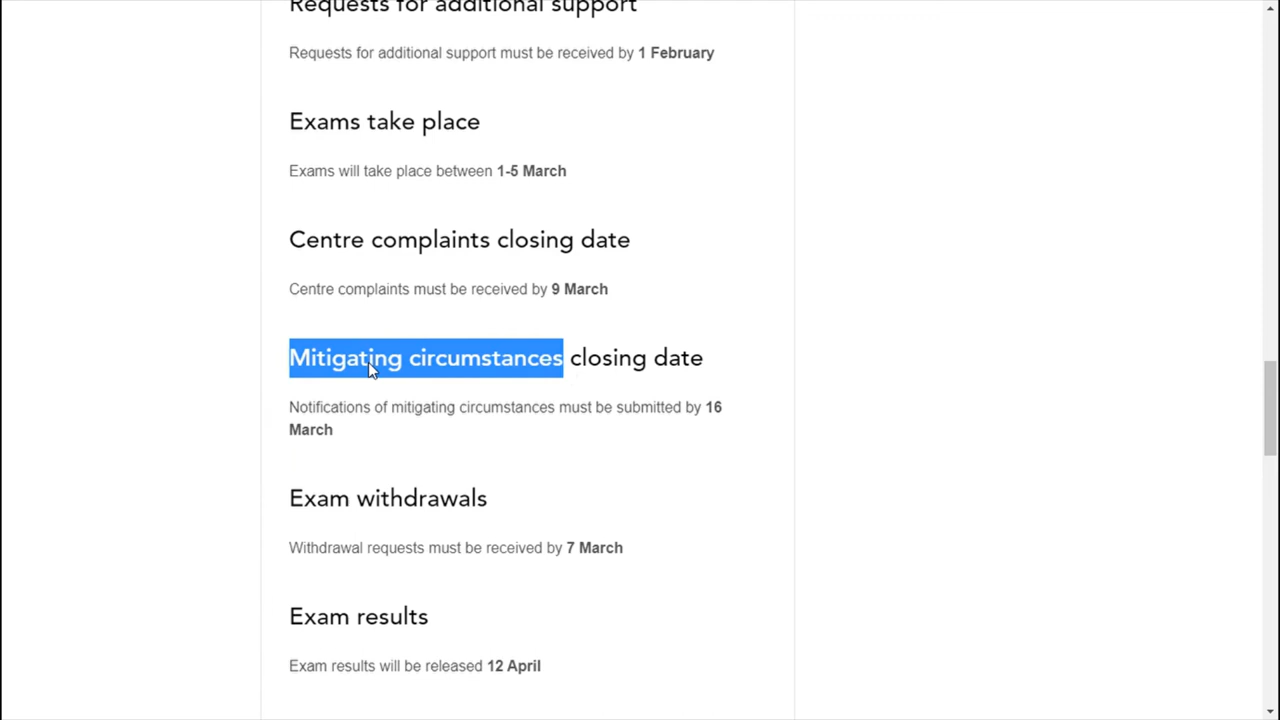 Requests for additional support
Requests for additional support must be received by 1 February
Exams take place
Exams will take place between 1-5 March
Centre complaints closing date
Centre complaints must be received by 9 March
Mitigating circumstances closing date
Notifications of mitigating circumstances must be submitted by 16
March
Exam withdrawals
Withdrawal requests must be received by 7 March
Exam results
Exam results will be released 12 April